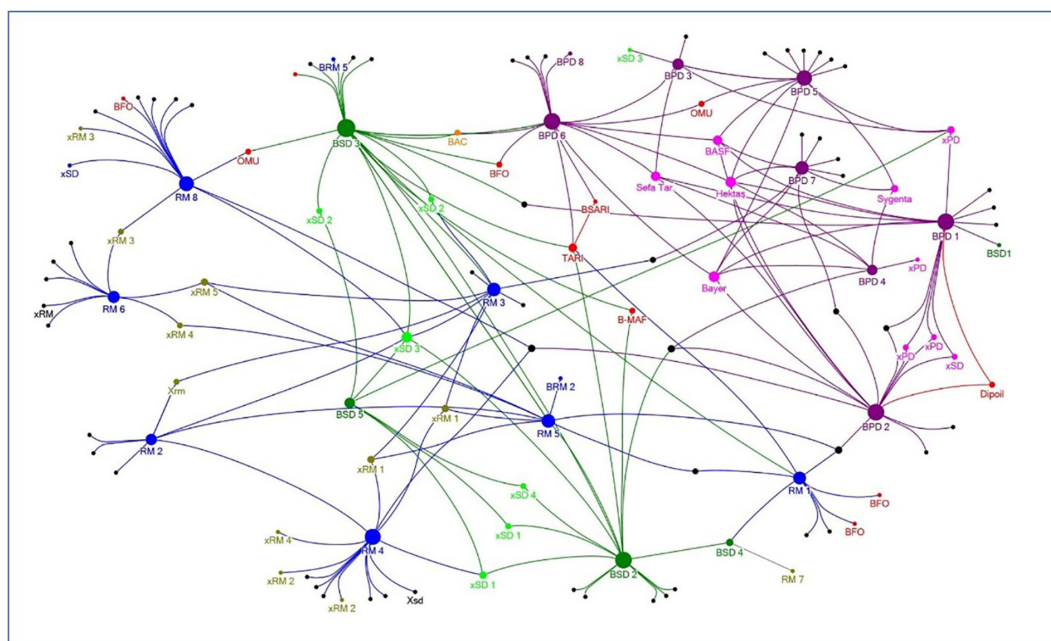 xSD 3
BPD 8
BPD 3
BRM 5
BPD 5
BFO
OMU
xRM 3
BSD 3
BAC
BPD 6
xPD
OMU
BASF
BFO
BPD 7
xSD
RM 8
Sefa Tar
Hektaş
Sygenta
xSD 2
xSD 2
BSARI
BPD 1
xRM 3
TARI
BSD1
xPD
BPD 4
Bayer
xRM 5
RM 3
RM 6
xRM
B-MAF
xRM 4
xSD 3
xPD
xPD
xSD
Xrm
BRM 2
Dipoil
BSD 5
xRM 1
RM 5
BPD 2
RM 2
xRM 1
RM 1
xSD 4
BFO
BFO
xSD 1
xRM 4
RM 4
BSD 4
xRM 2
xSD 1
BSD 2
RM 7
Xsd
xRM 2